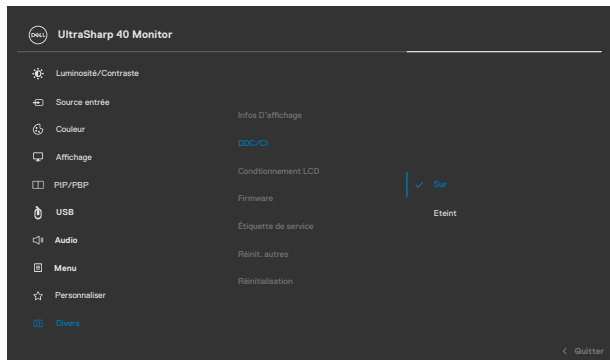 DELL
UltraSharp 40 Monitor
Luminosité/Contraste
Source entrée
Couleur
Affichage
PIP/PBP
USB
Audio
Menu
Personnaliser
Divers
Infos D'affichage
DDC/CI
Condtionnement LCD
Firmware
Étiquette de service
Réinit. autres
Réinitialisation
Sur
Eteint
Quitter